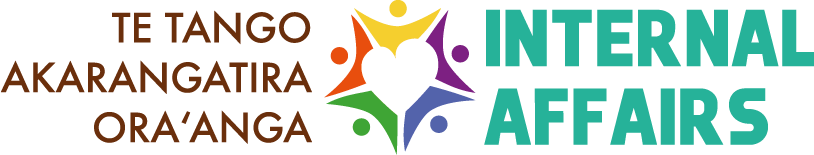 TE TANGO
AKARANGATIRA
ORA‘ANGA
INTERNAL
AFFAIRS